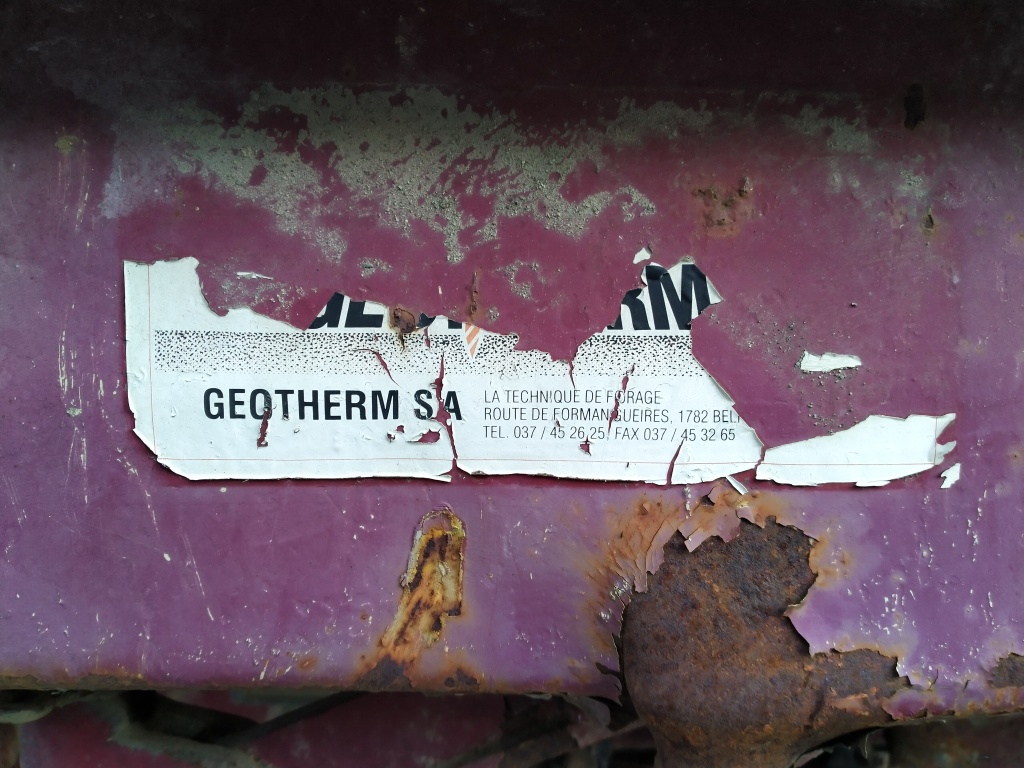 GEOTHERM SA
LA TECHNIQUE DE FORAGE
ROUTE DE FORMANGUEIRES, 1782
TEL. 037 / 45 26 25, FAX 037 / 45 32 65